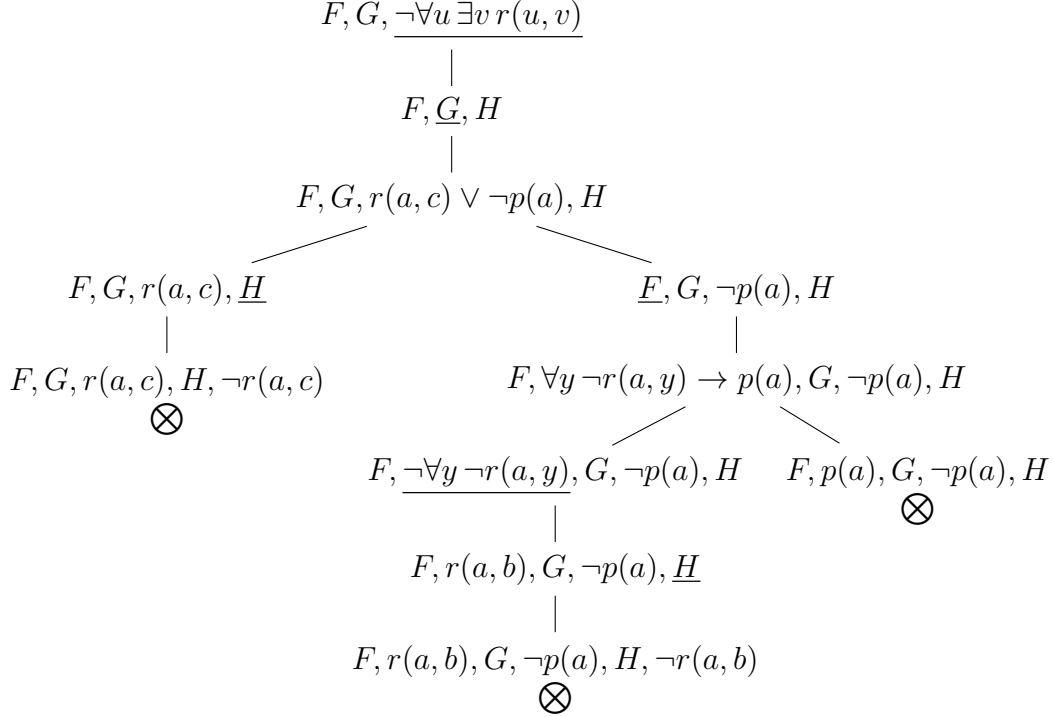 F, G, ¬∀u ∃v r(u, v)
F, G, H
F, G, r(a, c) ∨ ¬p(a), H
F, G, r(a, c), H
F, G, ¬p(a), H
F, G, r(a, c), H, ¬r(a, c)
F, ∀y ¬r(a, y) → p(a), G, ¬p(a), H
F, ¬∀y ¬r(a, y), G, ¬p(a), H
F, p(a), G, ¬p(a), H
F, r(a, b), G, ¬p(a), H
F, r(a, b), G, ¬p(a), H, ¬r(a, b)